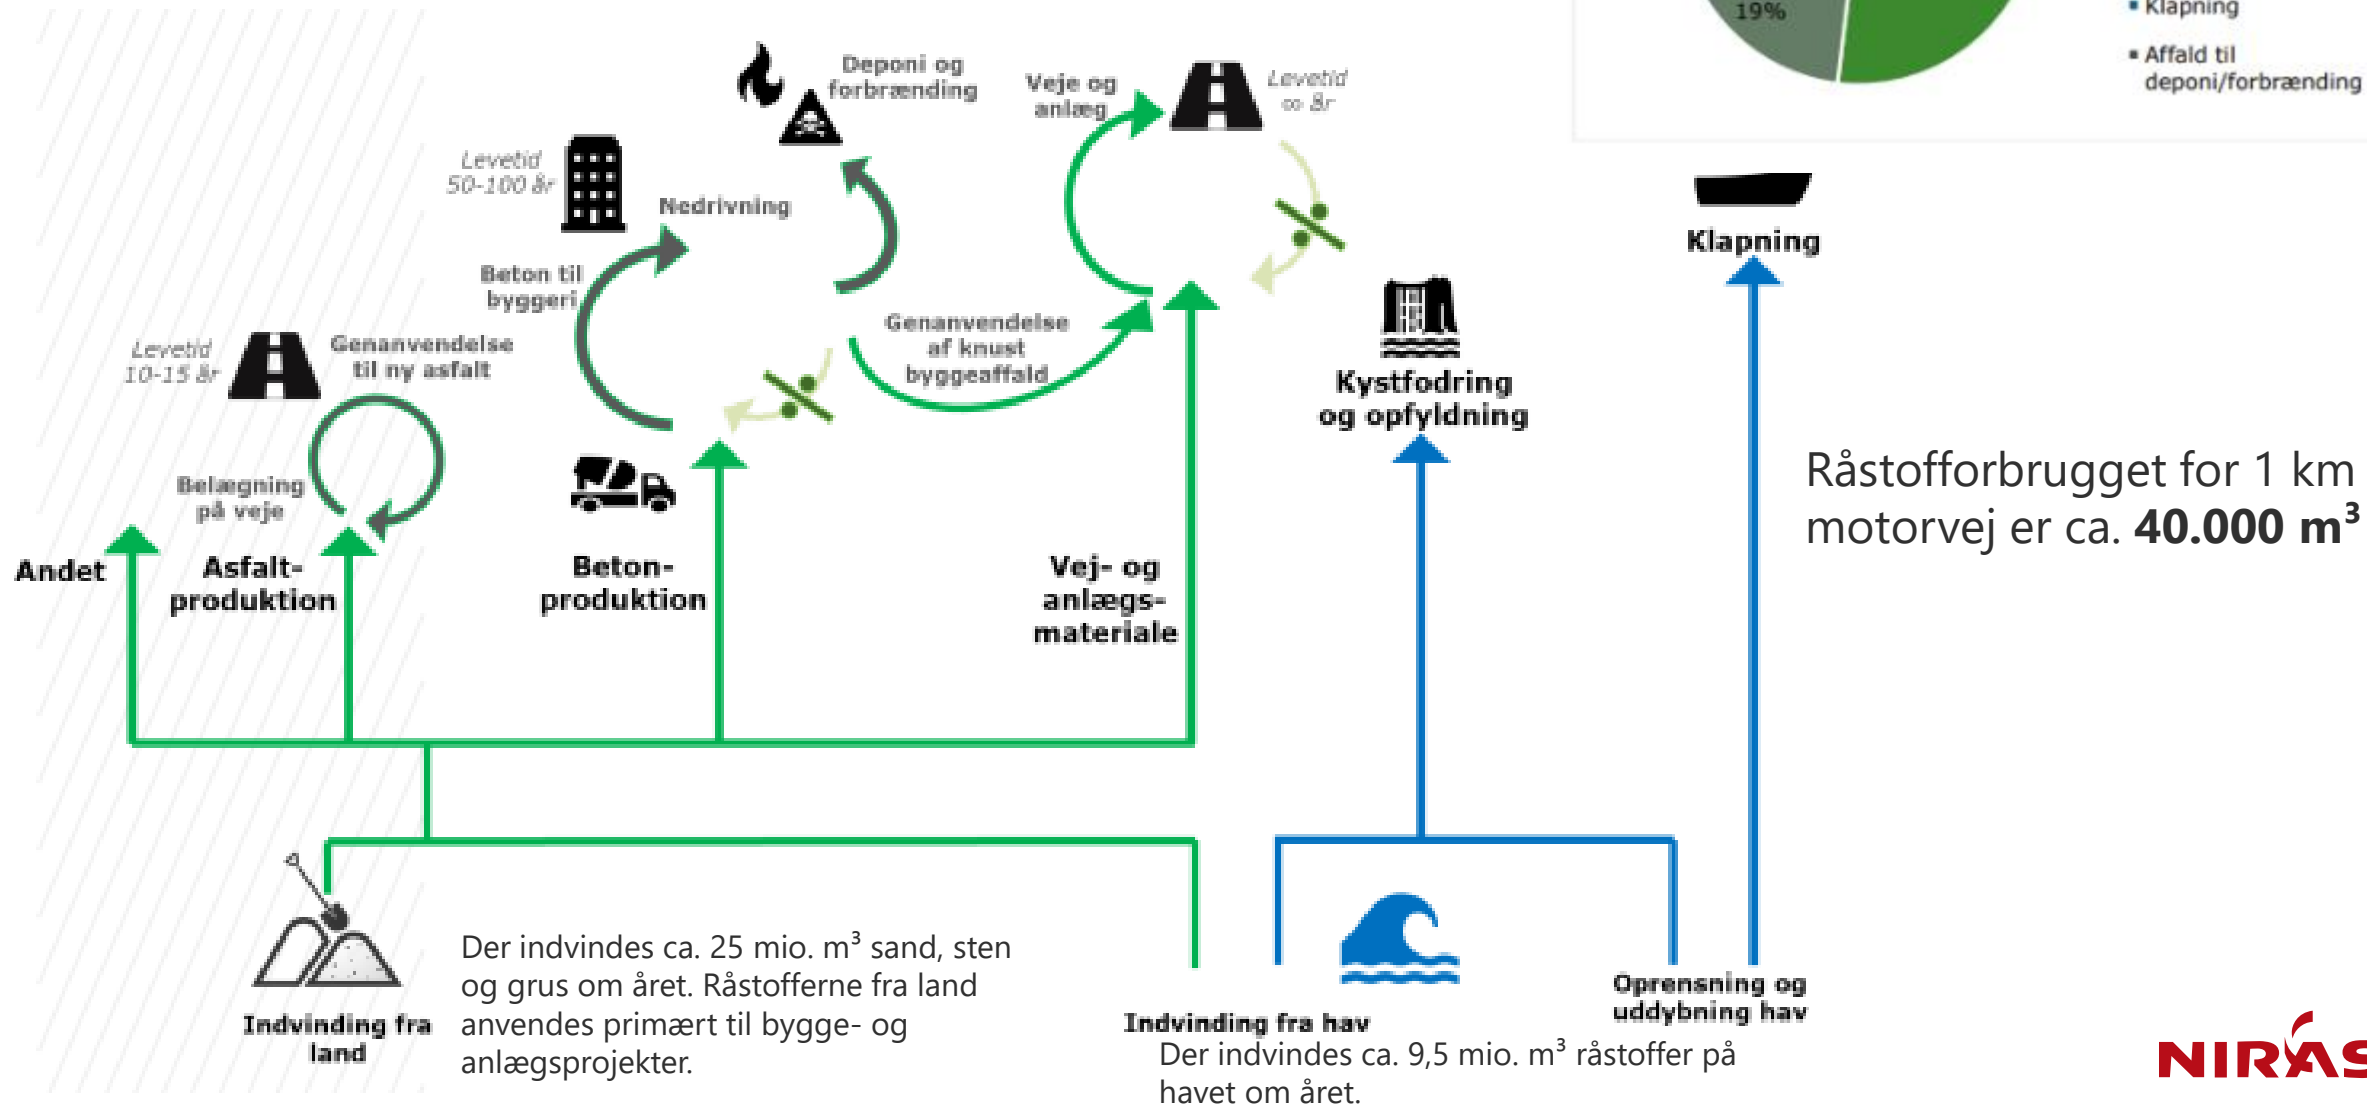 19%
▪ Klapning
▪ Affald til
deponi/forbrænding
Deponi og
forbrænding
Veje og
anlæg
Levetid
∞ år
Levetid
50-100 år
Nedrivning
Klapning
Beton til
byggeri
Genanvendelse
af knust
byggeaffald
Levetid
10-15 år
Genanvendelse
til ny asfalt
Kystfodring
og opfyldning
Belægning
på veje
Råstofforbrugget for 1 km
motorvej er ca. 40.000 m³
Andet
Asfalt-
produktion
Beton-
produktion
Vej- og
anlægs-
materiale
Der indvindes ca. 25 mio. m³ sand, sten
og grus om året. Råstofferne fra land
anvendes primært til bygge- og
anlægsprojekter.
Indvinding fra
land
Indvinding fra hav
Oprensning og
uddybning hav
Der indvindes ca. 9,5 mio. m³ råstoffer på
havet om året.
NIRAS